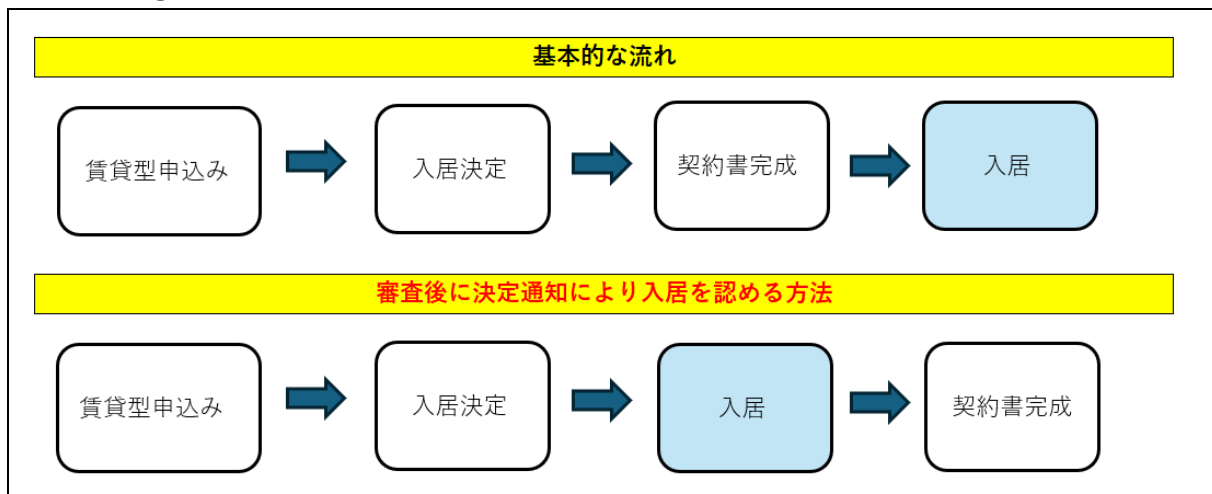 基本的な流れ
賃貸型申込み
入居決定
契約書完成
入居
審査後に決定通知により入居を認める方法
賃貸型申込み
入居決定
入居
契約書完成